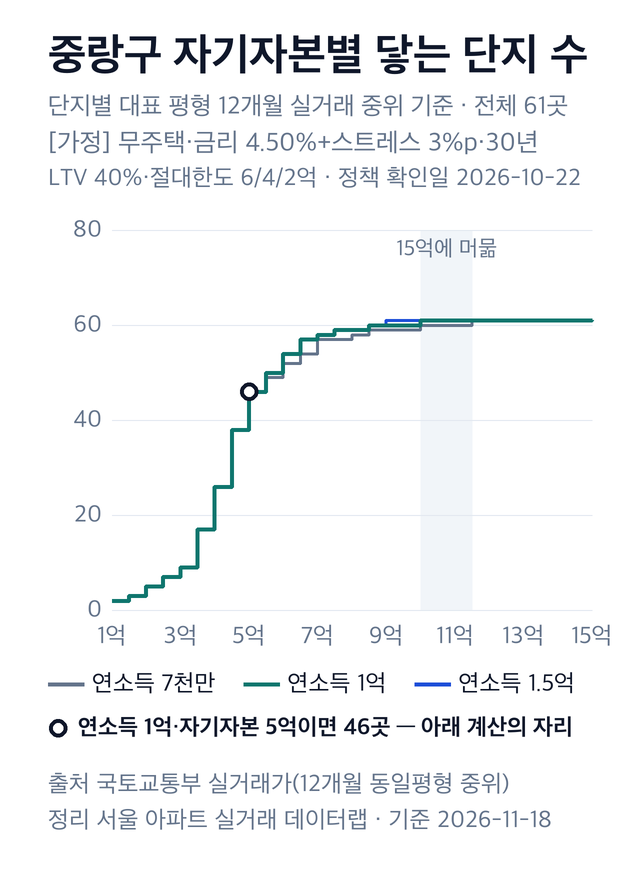 중랑구 자기자본별 닿는 단지 수
단지별 대표 평형 12개월 실거래 중위 기준 · 전체 61곳
[가정] 무주택·금리 4.50%+스트레스 3%p·30년
LTV 40%·절대한도 6/4/2억 · 정책 확인일 2026-10-22
80
15억에 머묾
60
40
20
0
1억 3억 5억 7억 9억 11억 13억 15억
연소득 7천만 연소득 1억 연소득 1.5억
연소득 1억·자기자본 5억이면 46곳 — 아래 계산의 자리
출처 국토교통부 실거래가(12개월 동일평형 중위)
정리 서울 아파트 실거래 데이터랩 · 기준 2026-11-18